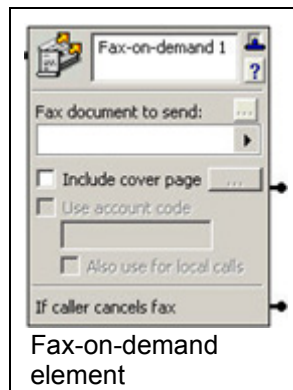 Fax-on-demand 1
?
Fax document to send: ...
Include cover page ...
Use account code
Also use for local calls
If caller cancels fax
Fax-on-demand
element